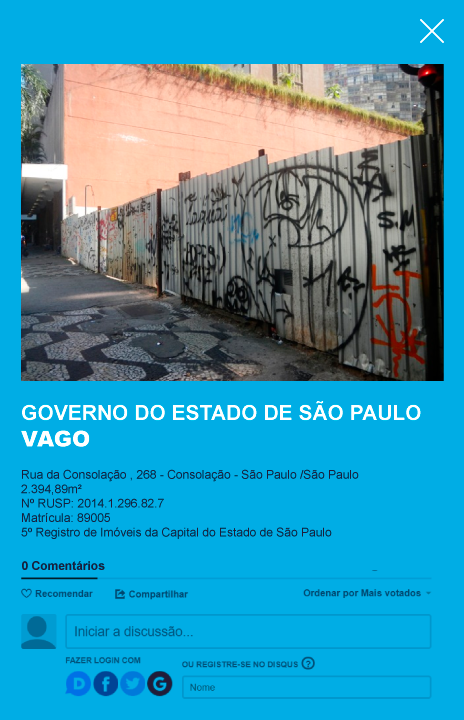 GOVERNO DO ESTADO DE SÃO PAULO
VAGO
Rua da Consolação , 268 - Consolação - São Paulo /São Paulo
2.394,89m²
Nº RUSP: 2014.1.296.82.7
Matrícula: 89005
5º Registro de Imóveis da Capital do Estado de São Paulo
0 Comentários
Recomendar Compartilhar Ordenar por Mais votados
Iniciar a discussão...
FAZER LOGIN COM
OU REGISTRE-SE NO DISQUS ?
D f G
Nome